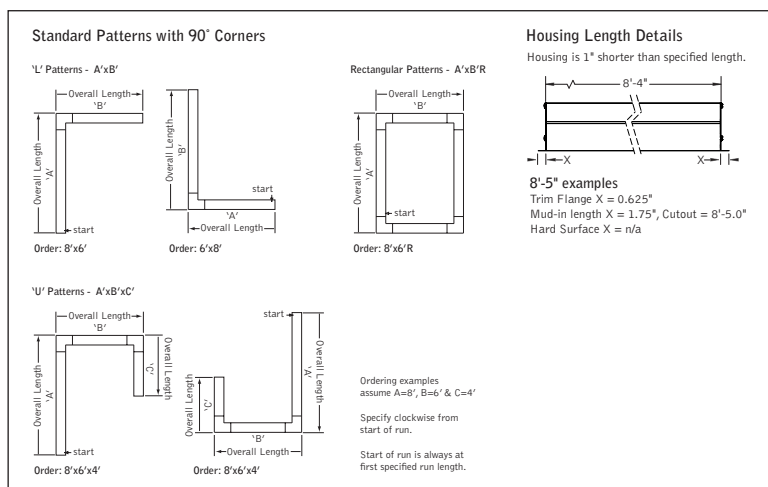 Standard Patterns with 90° Corners
'L' Patterns - A'xB'
Overall Length
'B'
Overall Length
'A'
start
Order: 8'x6'
Overall Length
'B'
start
'A'
Overall Length
Order: 6'x8'
Rectangular Patterns - A'xB'R
Overall Length
'B'
Overall Length
'A'
start
Order: 8'x6'R
'U' Patterns - A'xB'xC'
Overall Length
'B'
Overall Length
'A'
'C'
Overall Length
start
Order: 8'x6'x4'
start
Overall Length
'A'
Overall Length
'C'
'B'
Overall Length
Order: 8'x6'x4'
Ordering examples
assume A=8', B=6' & C=4'
Specify clockwise from
start of run.
Start of run is always at
first specified run length.
Housing Length Details
Housing is 1" shorter than specified length.
8'-4"
X
X
8'-5" examples
Trim Flange X = 0.625"
Mud-in length X = 1.75", Cutout = 8'-5.0"
Hard Surface X = n/a